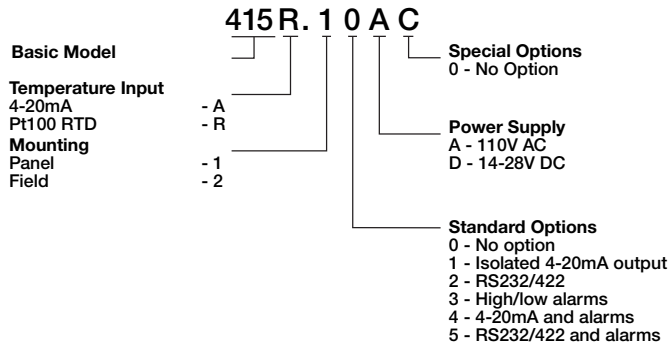 415R.10AC
Basic Model
Temperature Input
4-20mA - A
Pt100 RTD - R
Mounting
Panel - 1
Field - 2
Special Options
0 - No Option
Power Supply
A - 110V AC
D - 14-28V DC
Standard Options
0 - No option
1 - Isolated 4-20mA output
2 - RS232/422
3 - High/low alarms
4 - 4-20mA and alarms
5 - RS232/422 and alarms